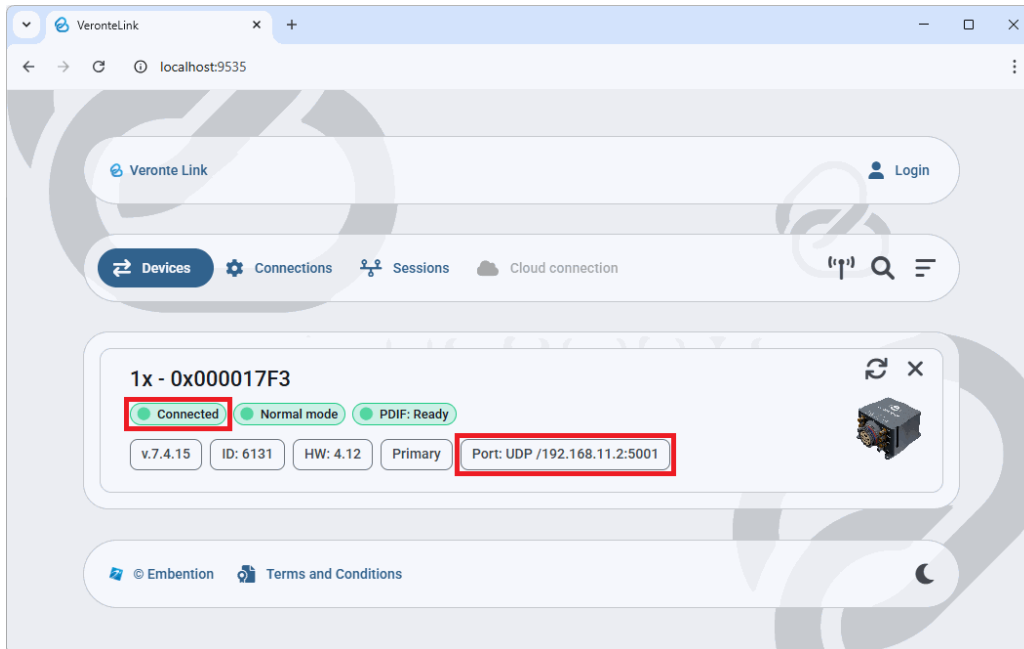 VeronteLink
localhost:9535
Veronte Link
Login
Devices
Connections
Sessions
Cloud connection
1x - 0x000017F3
Connected
Normal mode
PDIF: Ready
v.7.4.15
ID: 6131
HW: 4.12
Primary
Port: UDP /192.168.11.2:5001
© Embention
Terms and Conditions